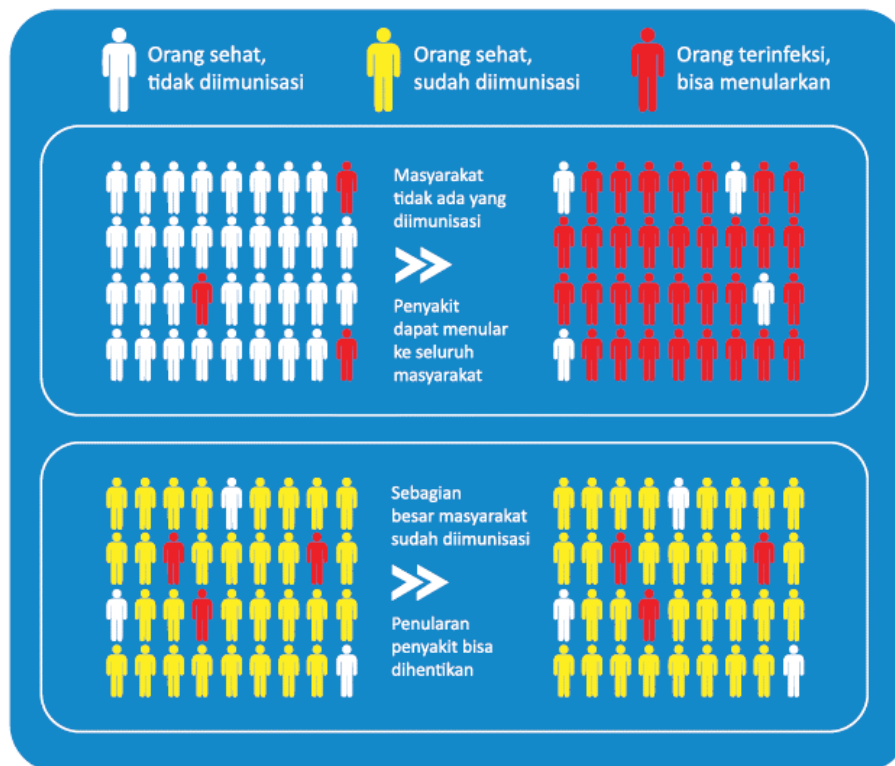 Orang sehat,
tidak diimunisasi
Orang sehat,
sudah diimunisasi
Orang terinfeksi,
bisa menularkan
Masyarakat
tidak ada yang
diimunisasi
Penyakit
dapat menular
ke seluruh
masyarakat
Sebagian
besar masyarakat
sudah diimunisasi
Penularan
penyakit bisa
dihentikan